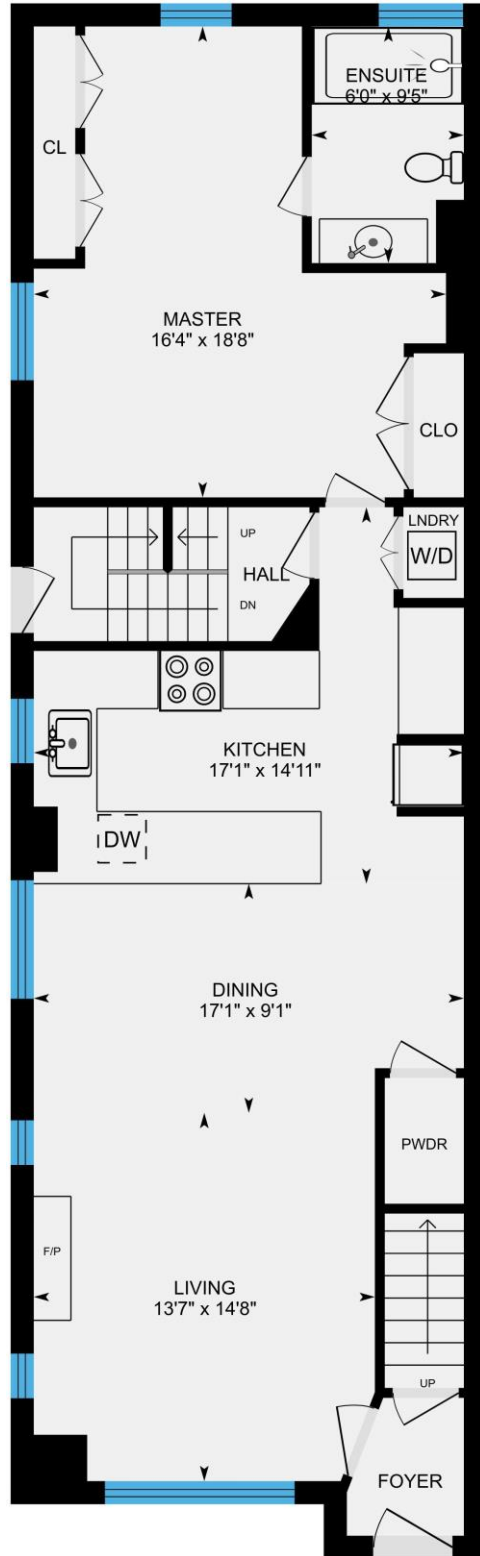 ENSUITE
6'0" x 9'5"
CL
MASTER
16'4" x 18'8"
CLO
LNDRY
W/D
UP
HALL
DN
KITCHEN
17'1" x 14'11"
DW
DINING
17'1" x 9'1"
PWDR
F/P
LIVING
13'7" x 14'8"
UP
FOYER